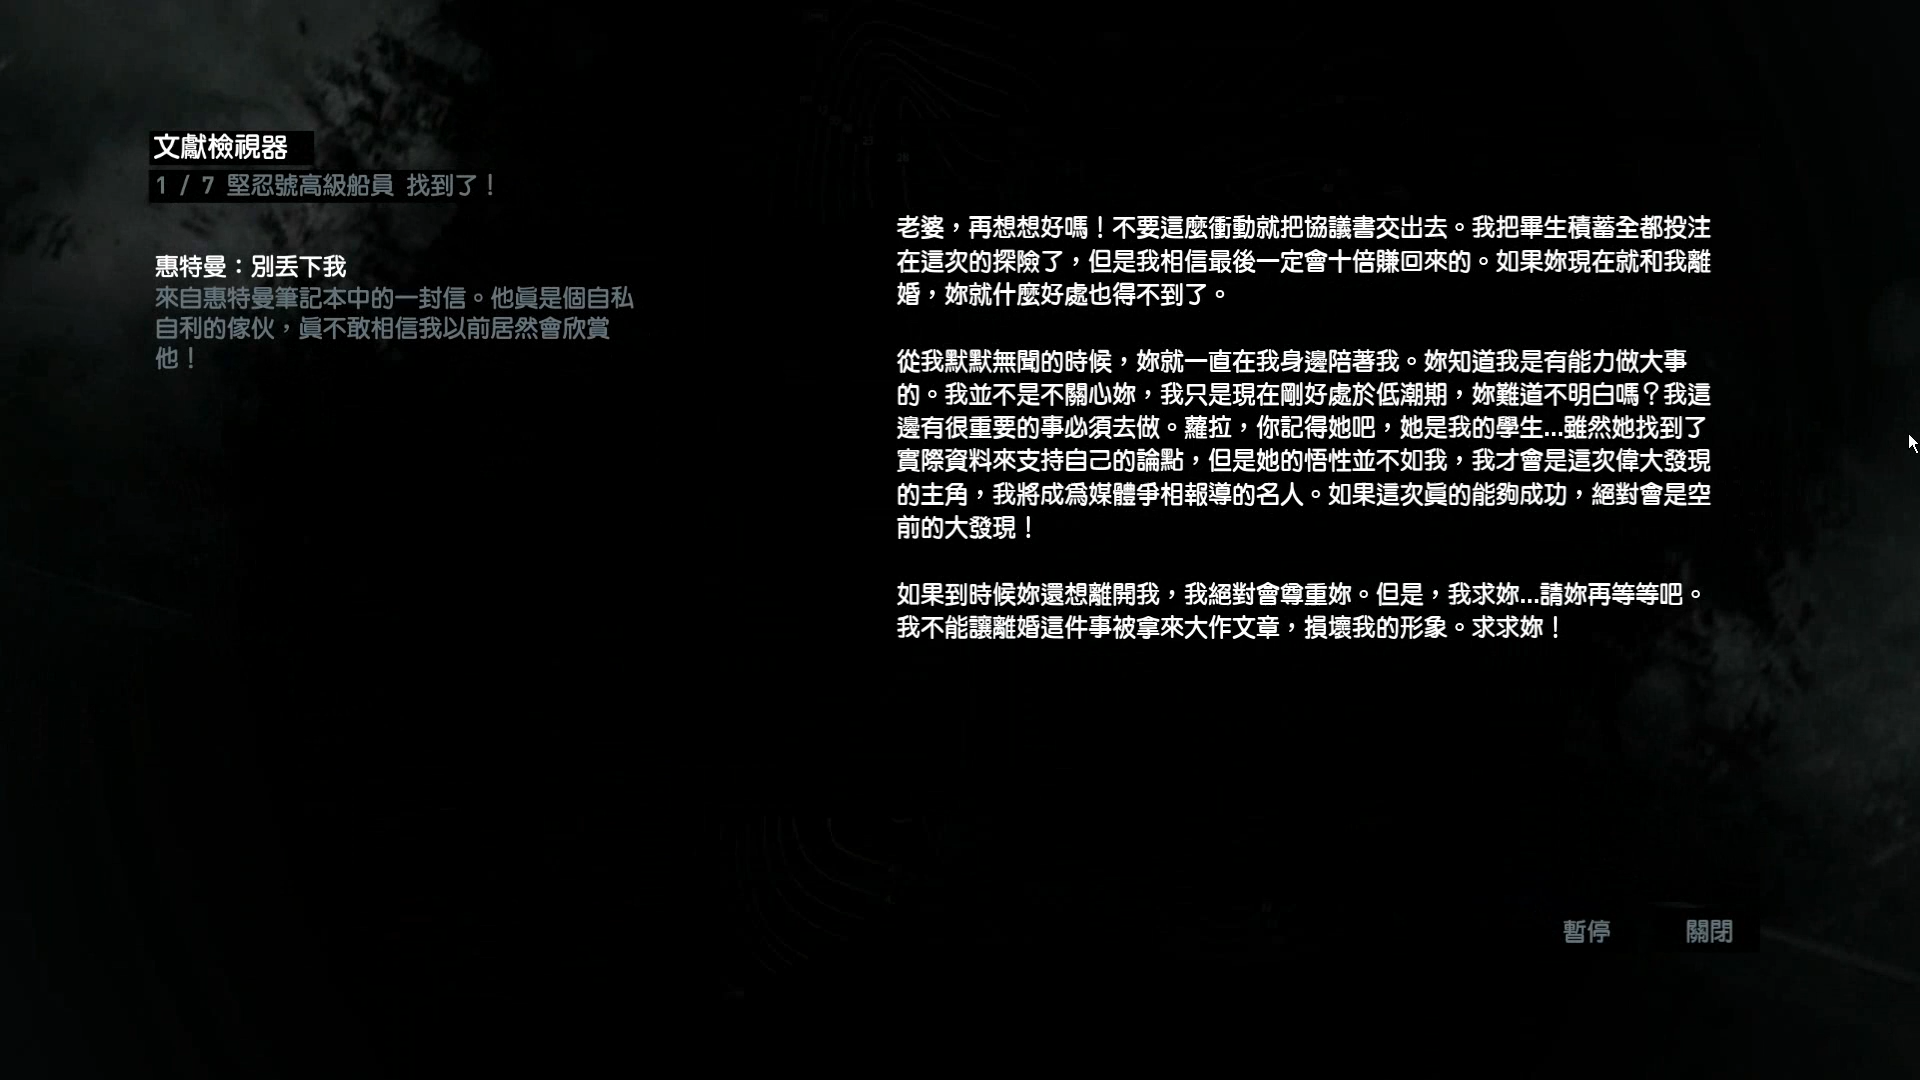 文獻檢視器
1 / 7 堅忍號高級船員 找到了！
惠特曼：別丟下我
來自惠特曼筆記本中的一封信。他眞是個自私
自利的傢伙，眞不敢相信我以前居然會欣賞
他！
老婆，再想想好嗎！不要這麼衝動就把協議書交出去。我把畢生積蓄全都投注
在這次的探險了，但是我相信最後一定會十倍賺回來的。如果妳現在就和我離
婚，妳就什麼好處也得不到了。
從我默默無聞的時候，妳就一直在我身邊陪著我。妳知道我是有能力做大事
的。我並不是不關心妳，我只是現在剛好處於低潮期，妳難道不明白嗎？我這
邊有很重要的事必須去做。蘿拉，你記得她吧，她是我的學生...雖然她找到了
實際資料來支持自己的論點，但是她的悟性並不如我，我才會是這次偉大發現
的主角，我將成爲媒體爭相報導的名人。如果這次眞的能夠成功，絕對會是空
前的大發現！
如果到時候妳還想離開我，我絕對會尊重妳。但是，我求妳...請妳再等等吧。
我不能讓離婚這件事被拿來大作文章，損壞我的形象。求求妳！
暫停
關閉